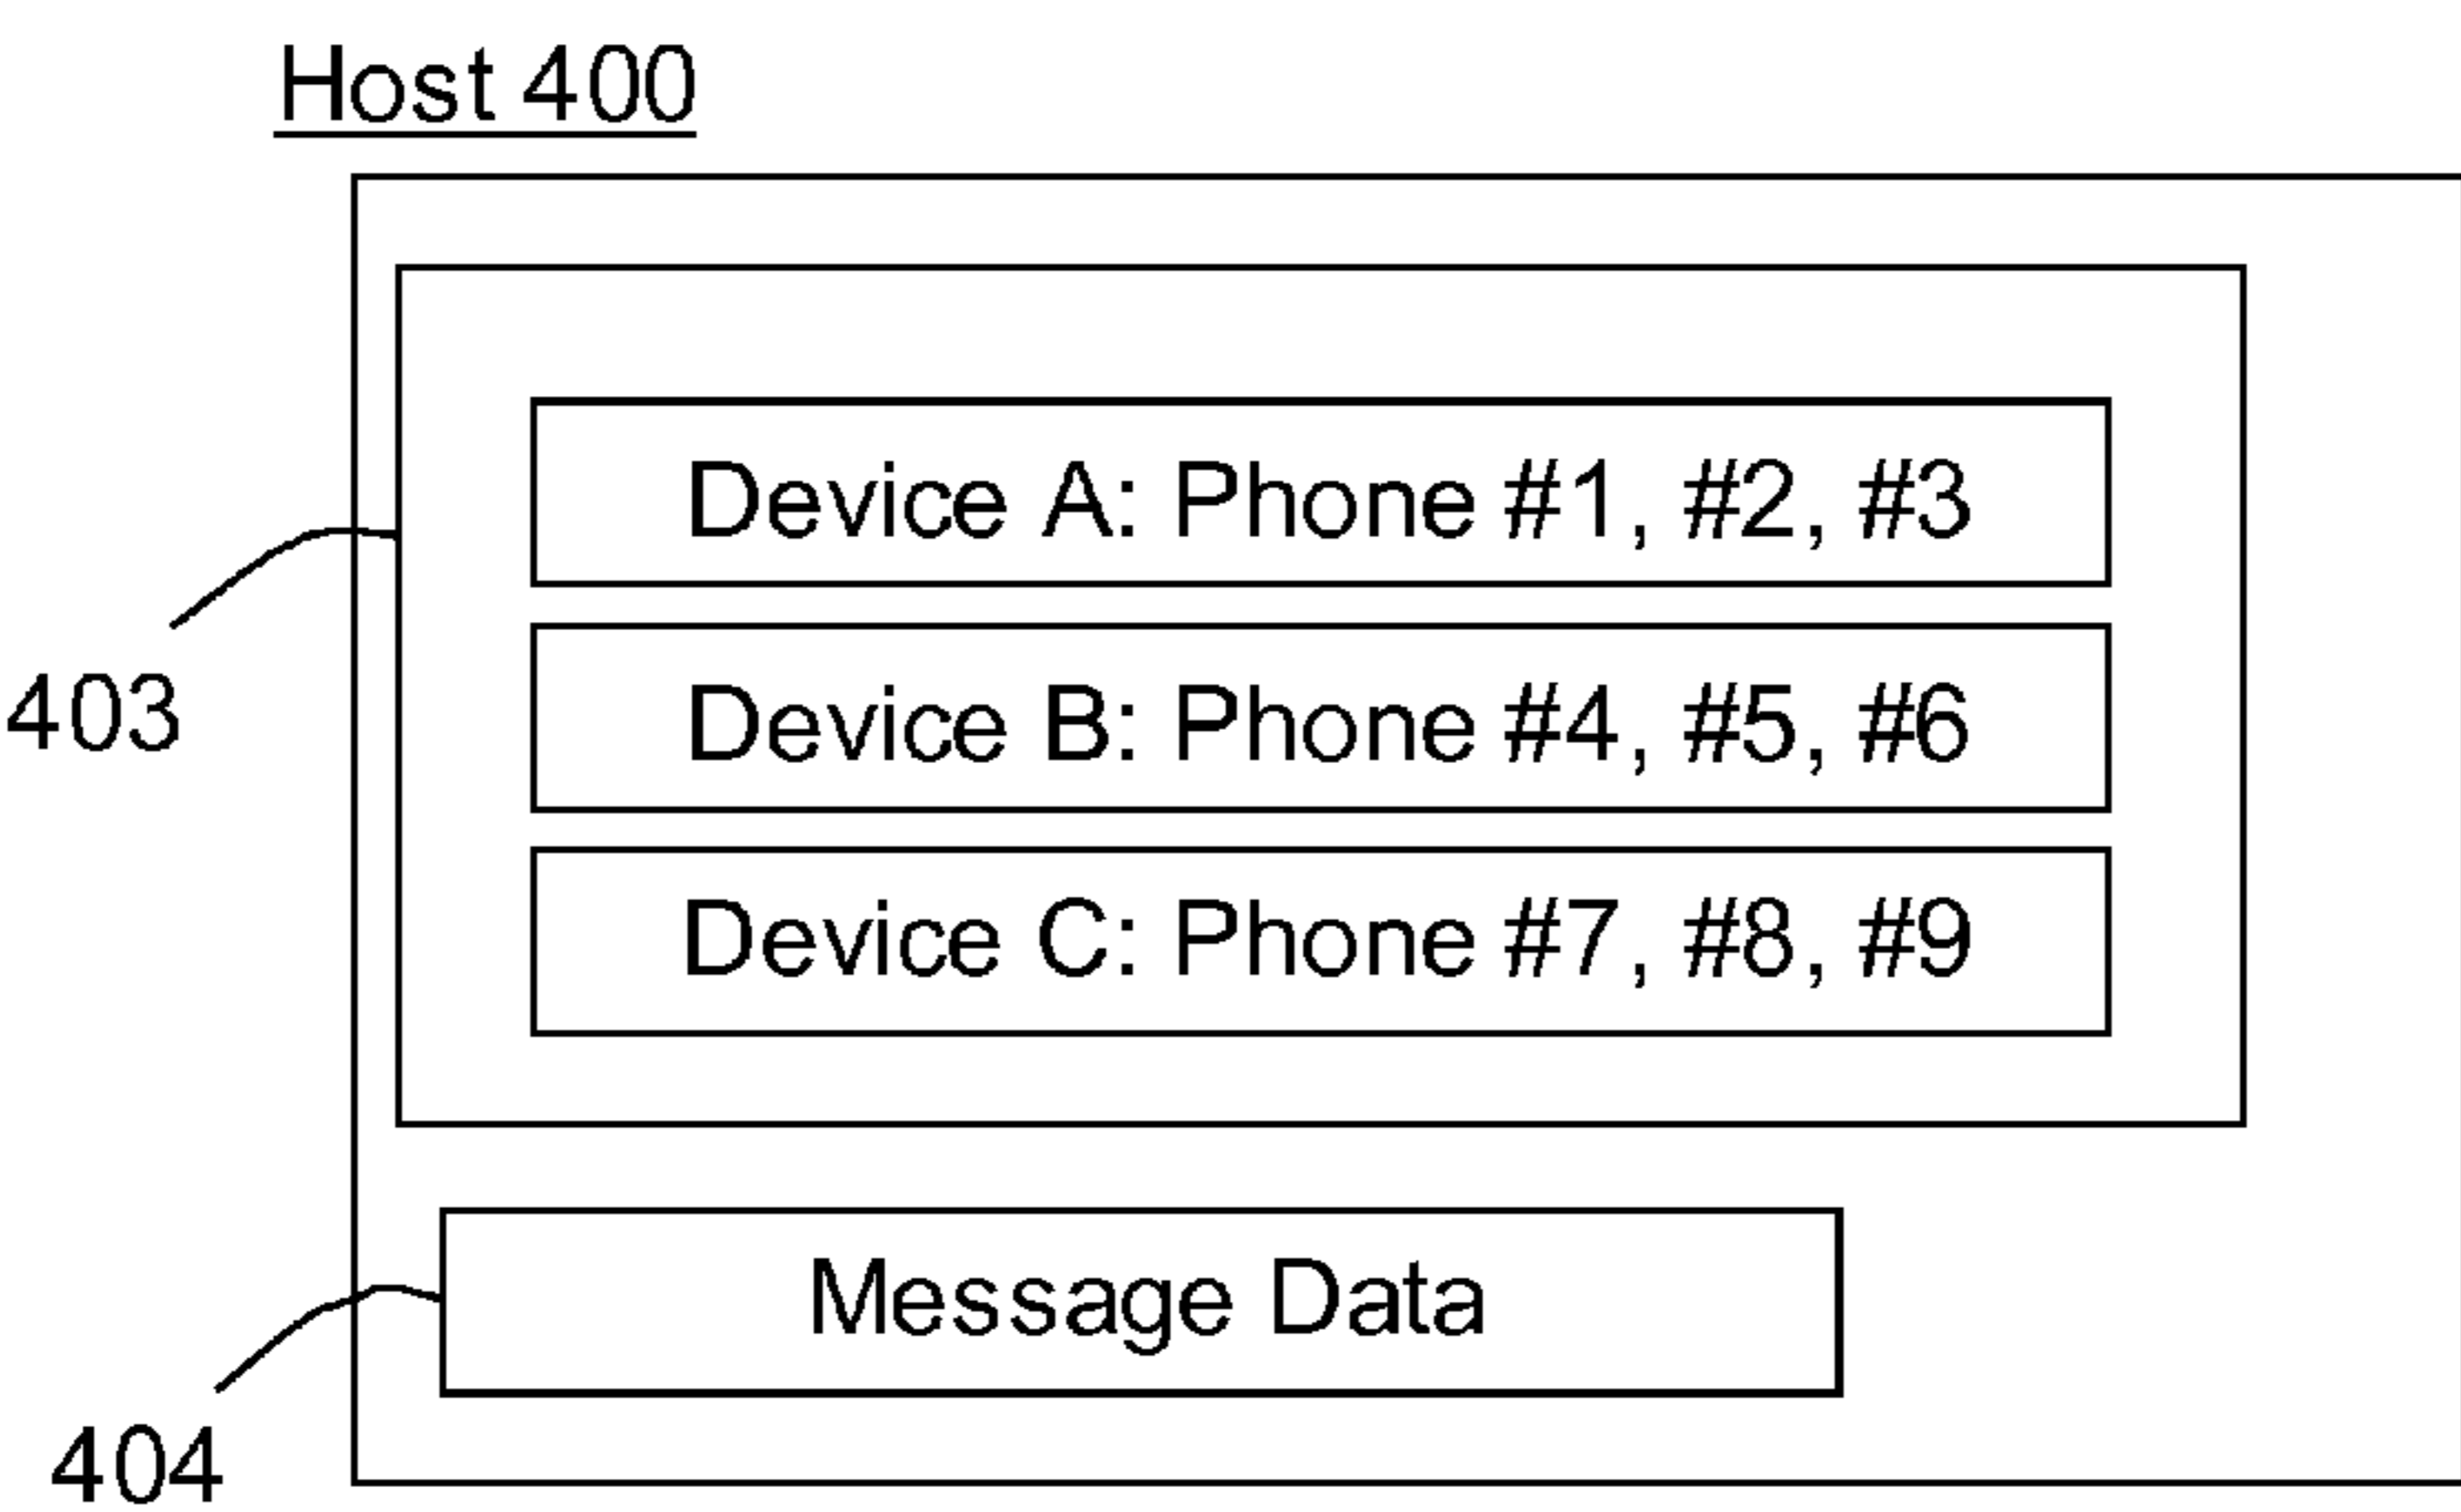 Host 400
Device A: Phone #1, #2, #3
403
Device B: Phone #4, #5, #6
Device C: Phone #7, #8, #9
Message Data
404